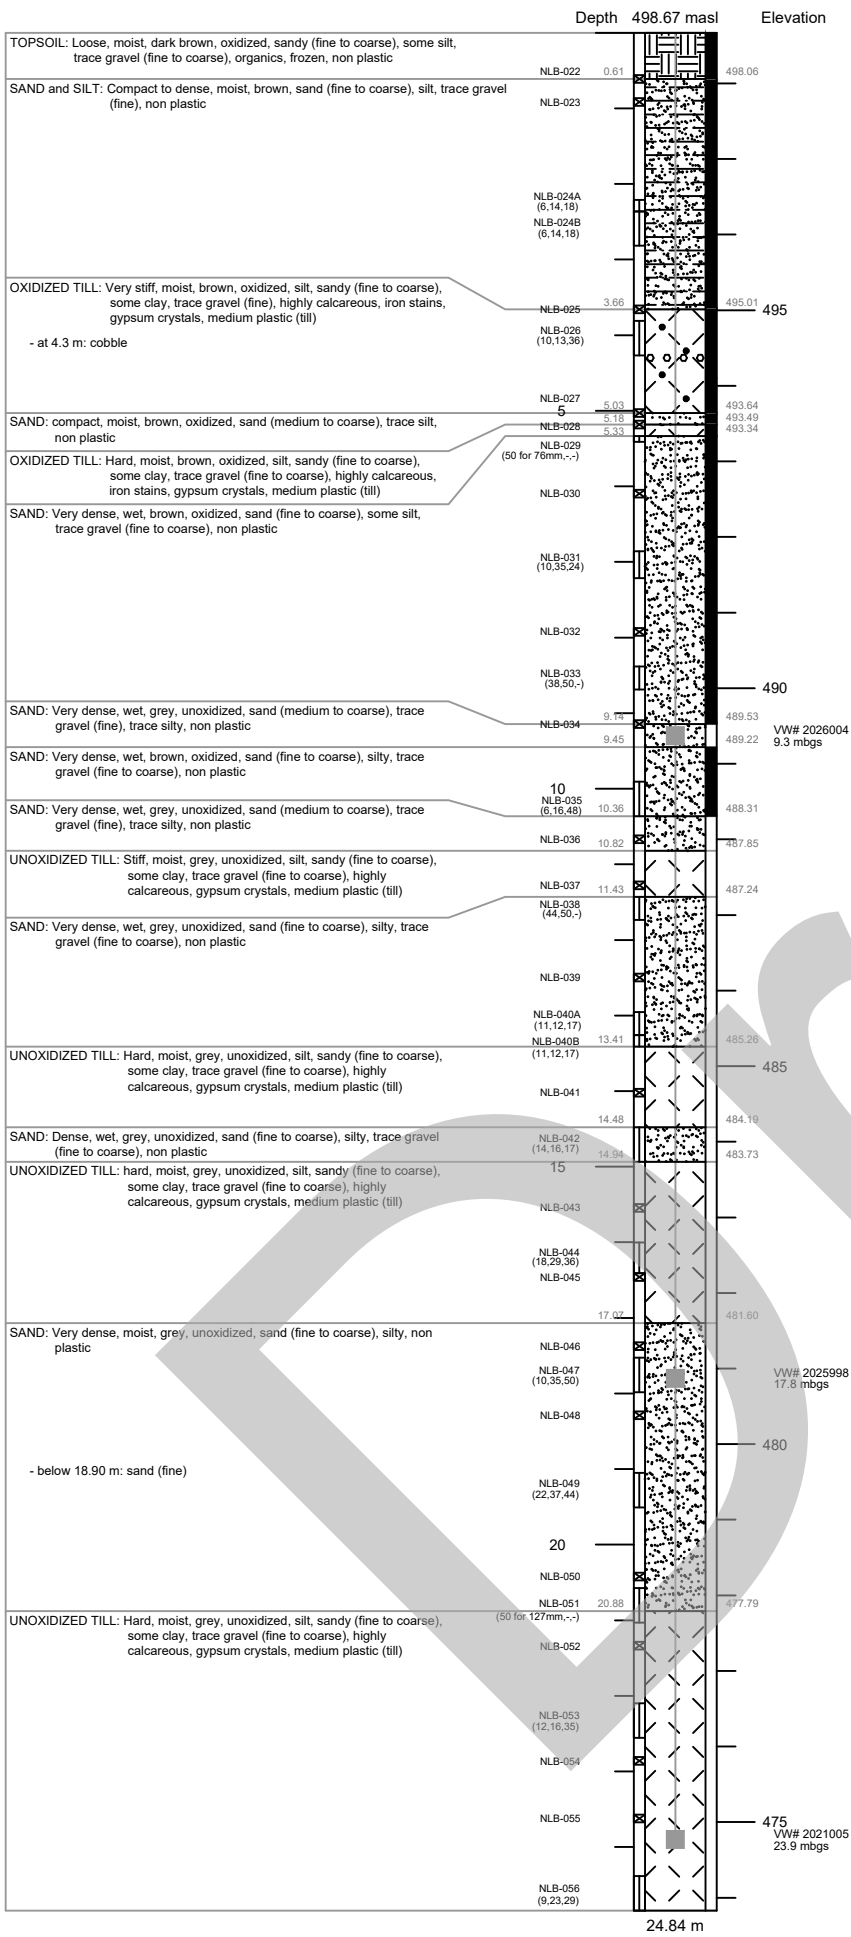 Depth 498.67 masl Elevation
TOPSOIL: Loose, moist, dark brown, oxidized, sandy (fine to coarse), some silt,
trace gravel (fine to coarse), organics, frozen, non plastic
NLB-022 0.61 498.06
SAND and SILT: Compact to dense, moist, brown, sand (fine to coarse), silt, trace gravel
(fine), non plastic
NLB-023
NLB-024A
(6,14,18)
NLB-024B
(6,14,18)
OXIDIZED TILL: Very stiff, moist, brown, oxidized, silt, sandy (fine to coarse),
some clay, trace gravel (fine), highly calcareous, iron stains,
gypsum crystals, medium plastic (till)
- at 4.3 m: cobble
NLB-025 3.66 495.01
495
NLB-026
(10,13,36)
NLB-027
5.03 493.64
5
SAND: compact, moist, brown, oxidized, sand (medium to coarse), trace silt,
non plastic
5.18 493.49
NLB-028
5.33 493.34
OXIDIZED TILL: Hard, moist, brown, oxidized, silt, sandy (fine to coarse),
some clay, trace gravel (fine to coarse), highly calcareous,
iron stains, gypsum crystals, medium plastic (till)
NLB-029
(50 for 76mm,-,-)
NLB-030
SAND: Very dense, wet, brown, oxidized, sand (fine to coarse), some silt,
trace gravel (fine to coarse), non plastic
NLB-031
(10,35,24)
NLB-032
NLB-033
(38,50,-)
490
SAND: Very dense, wet, grey, unoxidized, sand (medium to coarse), trace
gravel (fine), trace silty, non plastic
9.14 489.53
NLB-034
VW# 2026004
9.3 mbgs
9.45 489.22
SAND: Very dense, wet, brown, oxidized, sand (fine to coarse), silty, trace
gravel (fine to coarse), non plastic
10
NLB-035
(6,16,48) 10.36 488.31
SAND: Very dense, wet, grey, unoxidized, sand (medium to coarse), trace
gravel (fine), trace silty, non plastic
NLB-036 10.82 487.85
UNOXIDIZED TILL: Stiff, moist, grey, unoxidized, silt, sandy (fine to coarse),
some clay, trace gravel (fine to coarse), highly
calcareous, gypsum crystals, medium plastic (till)
NLB-037
11.43 487.24
NLB-038
(44,50,-)
SAND: Very dense, wet, grey, unoxidized, sand (fine to coarse), silty, trace
gravel (fine to coarse), non plastic
NLB-039
NLB-040A
(11,12,17)
NLB-040B 13.41 485.26
(11,12,17)
UNOXIDIZED TILL: Hard, moist, grey, unoxidized, silt, sandy (fine to coarse),
some clay, trace gravel (fine to coarse), highly
calcareous, gypsum crystals, medium plastic (till)
485
NLB-041
14.48 484.19
SAND: Dense, wet, grey, unoxidized, sand (fine to coarse), silty, trace gravel
(fine to coarse), non plastic
NLB-042
(14,16,17) 14.94 483.73
15
UNOXIDIZED TILL: hard, moist, grey, unoxidized, silt, sandy (fine to coarse),
some clay, trace gravel (fine to coarse), highly
calcareous, gypsum crystals, medium plastic (till)
NLB-043
NLB-044
(18,29,36)
NLB-045
17.07 481.60
SAND: Very dense, moist, grey, unoxidized, sand (fine to coarse), silty, non
plastic
NLB-046
NLB-047
(10,35,50)
VW# 2025998
17.8 mbgs
NLB-048
480
- below 18.90 m: sand (fine)
NLB-049
(22,37,44)
20
NLB-050
NLB-051 20.88 477.79
(50 for 127mm,-,-)
UNOXIDIZED TILL: Hard, moist, grey, unoxidized, silt, sandy (fine to coarse),
some clay, trace gravel (fine to coarse), highly
calcareous, gypsum crystals, medium plastic (till)
NLB-052
NLB-053
(12,16,35)
NLB-054
NLB-055
475
VW# 2021005
23.9 mbgs
NLB-056
(9,23,29)
24.84 m